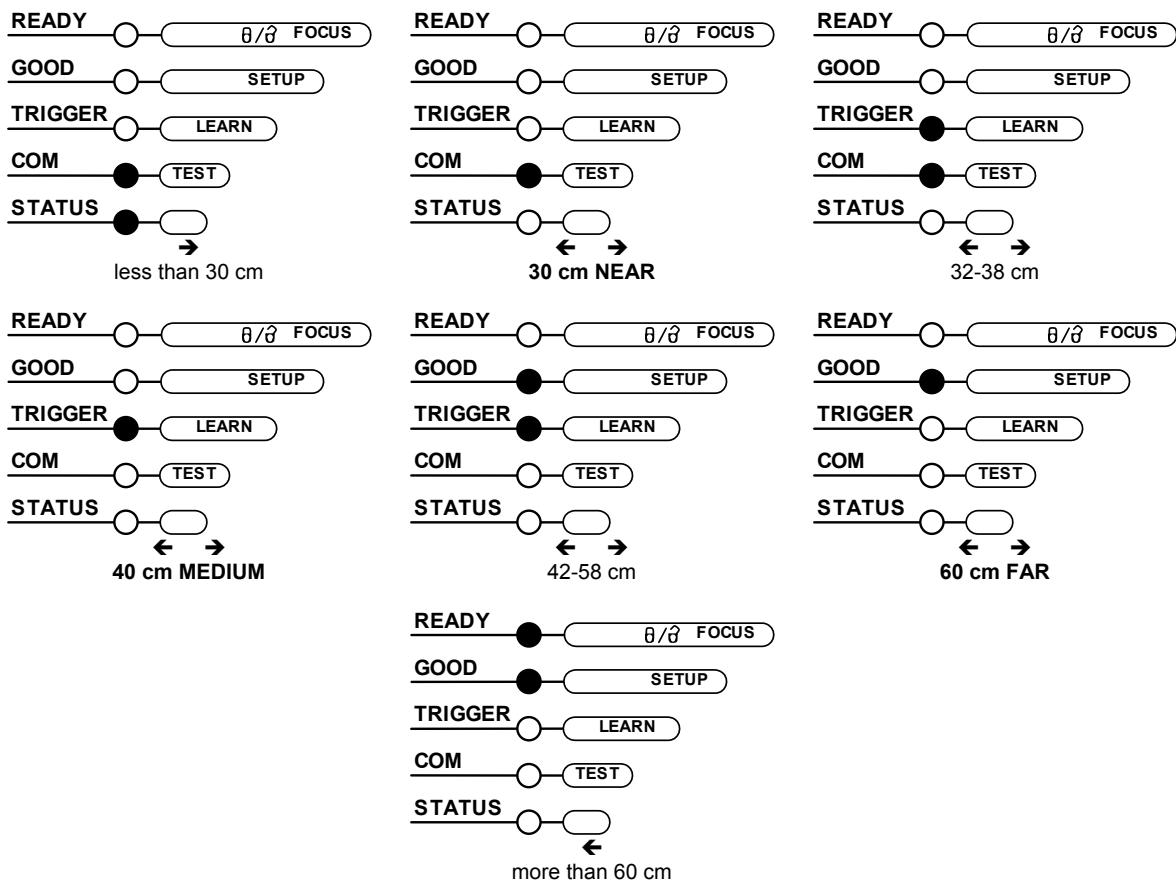 READY FOCUS
GOOD SETUP
TRIGGER LEARN
COM TEST
STATUS
less than 30 cm
READY FOCUS
GOOD SETUP
TRIGGER LEARN
COM TEST
STATUS
30 cm NEAR
READY FOCUS
GOOD SETUP
TRIGGER LEARN
COM TEST
STATUS
32-38 cm
READY FOCUS
GOOD SETUP
TRIGGER LEARN
COM TEST
STATUS
40 cm MEDIUM
READY FOCUS
GOOD SETUP
TRIGGER LEARN
COM TEST
STATUS
42-58 cm
READY FOCUS
GOOD SETUP
TRIGGER LEARN
COM TEST
STATUS
60 cm FAR
READY FOCUS
GOOD SETUP
TRIGGER LEARN
COM TEST
STATUS
more than 60 cm